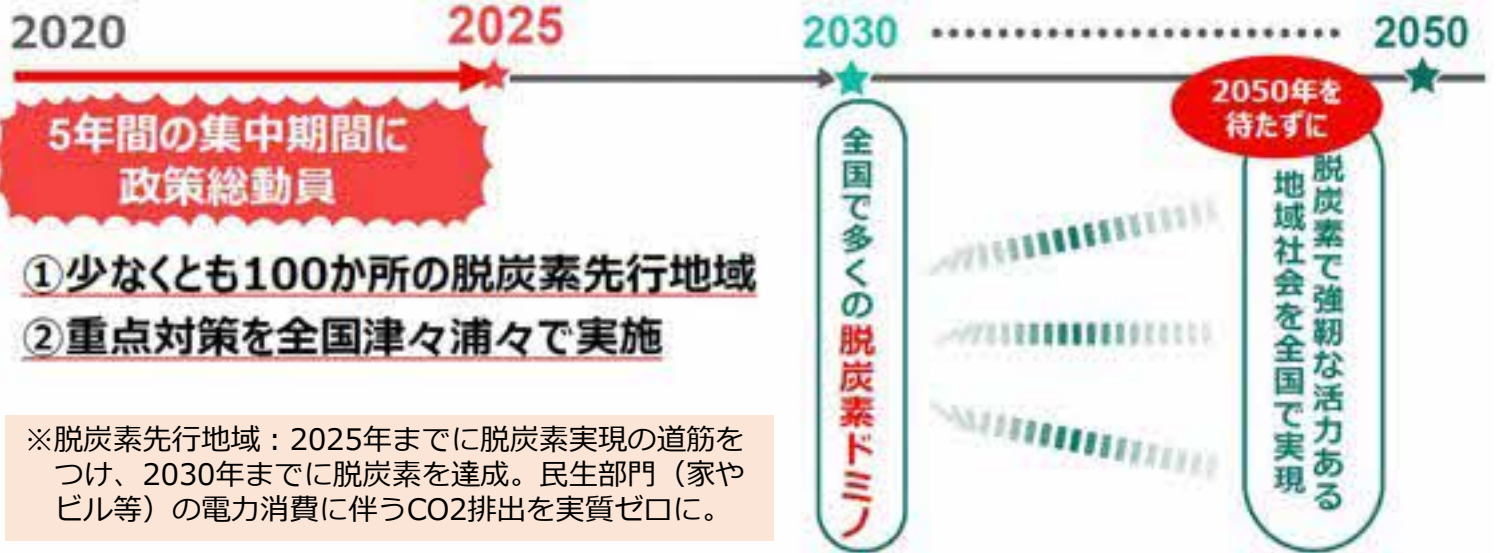 2020
2025
2030
2050
5年間の集中期間に
政策総動員
①少なくとも100か所の脱炭素先行地域
②重点対策を全国津々浦々で実施
※脱炭素先行地域：2025年までに脱炭素実現の道筋を
つけ、2030年までに脱炭素を達成。民生部門（家や
ビル等）の電力消費に伴うCO2排出を実質ゼロに。
全国で多くの脱炭素ドミノ
2050年を
待たずに
脱炭素で強靭な活力ある
地域社会を全国で実現